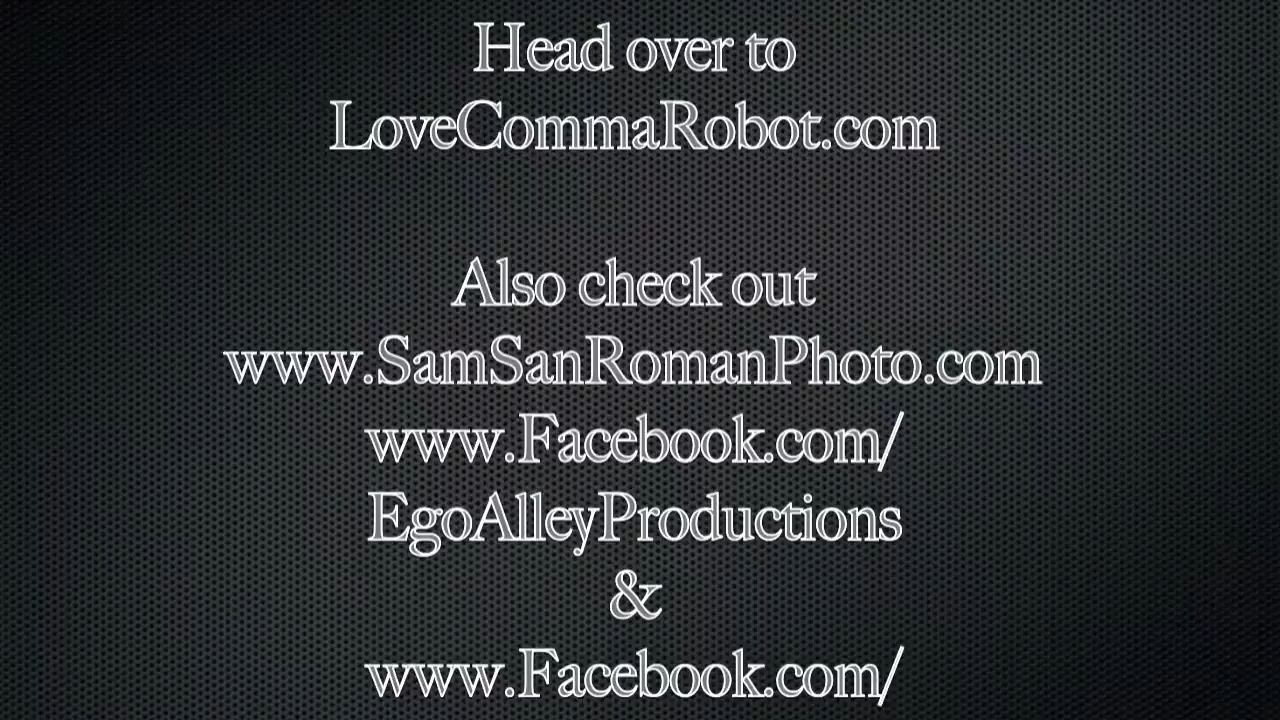 Head over to
LoveCommaRobot.com
Also check out
www.SamSanRomanPhoto.com
www.Facebook.com/
EgoAlleyProductions
&
www.Facebook.com/